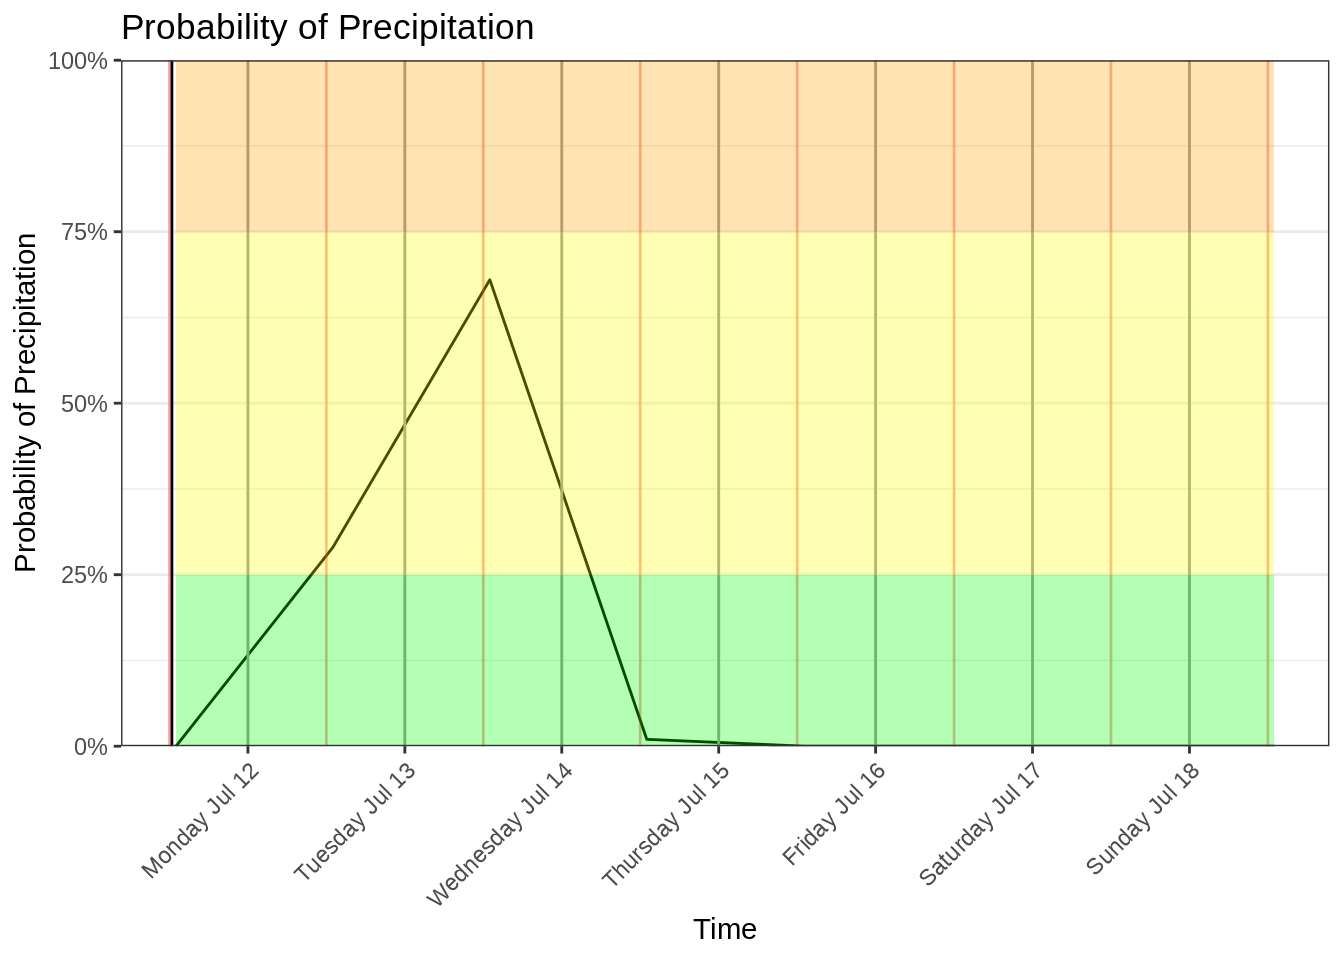 Probability of Precipitation
Probability of Precipitation
100%
75%
50%
25%
0%
Monday Jul 12
Tuesday Jul 13
Wednesday Jul 14
Thursday Jul 15
Friday Jul 16
Saturday Jul 17
Sunday Jul 18
Time